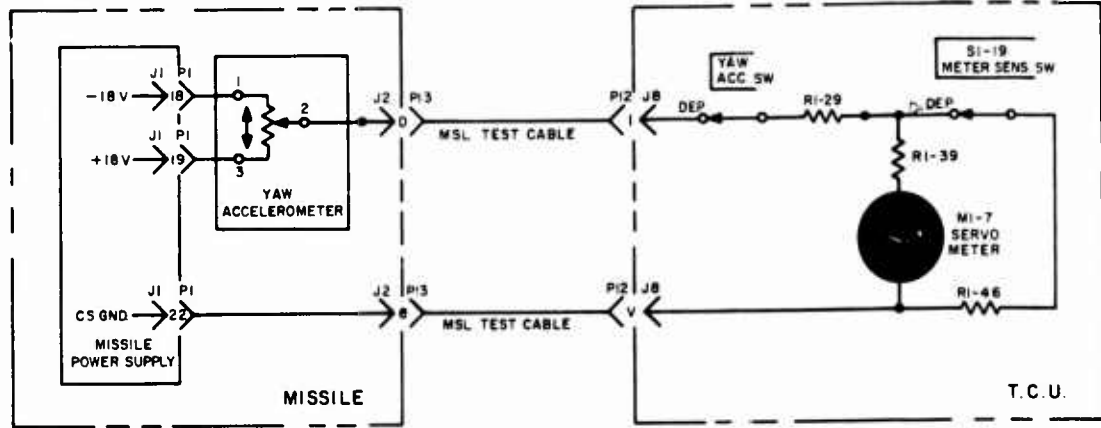 -18 V
J1 P1
18
1
2
3
J1 P1
+18V
19
YAW
ACCELEROMETER
J2 P13
D
MSL TEST CABLE
P12 J8
I
DEP
YAW
ACC SW
R1-29
S1-19
METER SENS. SW
DEP
R1-39
M1-7
SERVO
METER
R1-46
J1 P1
CS GND.
22
MISSILE
POWER SUPPLY
J2 P13
MSL TEST CABLE
P12 J8
V
MISSILE
T.C.U.